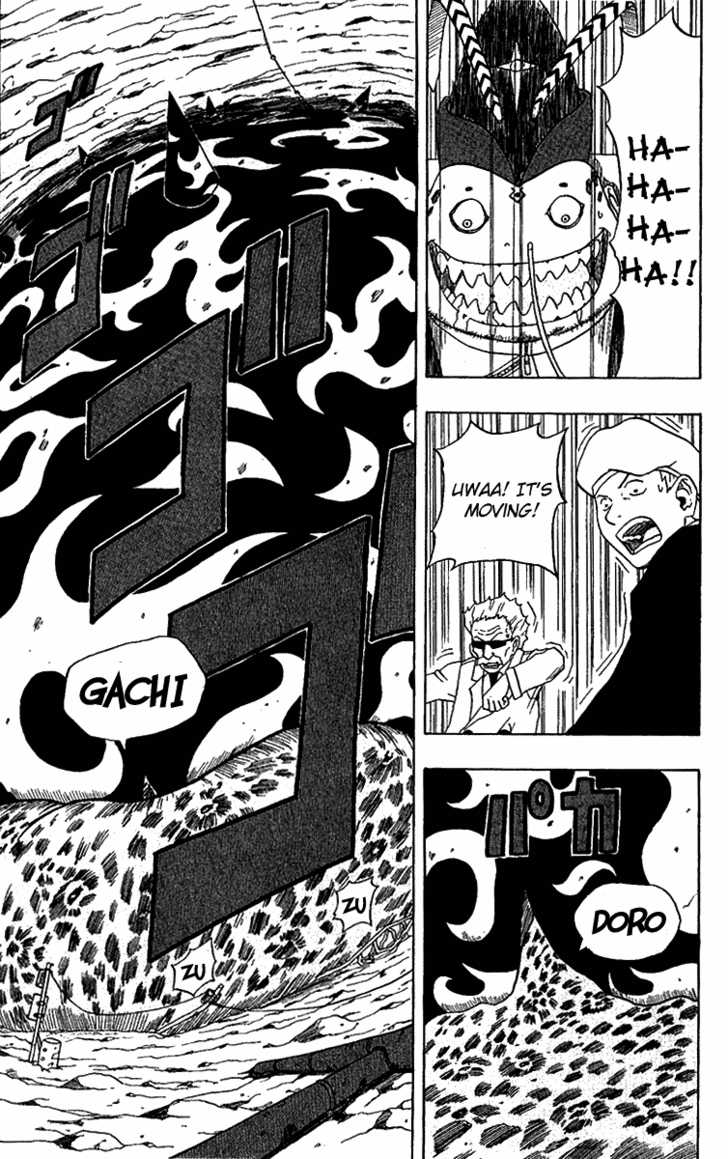 HA-
HA-
HA-
HA!!
UWAA! IT'S
MOVING!
パカ
DORO
ゴ
ゴ
ゴ
ゴ
GACHI
ZU
ZU